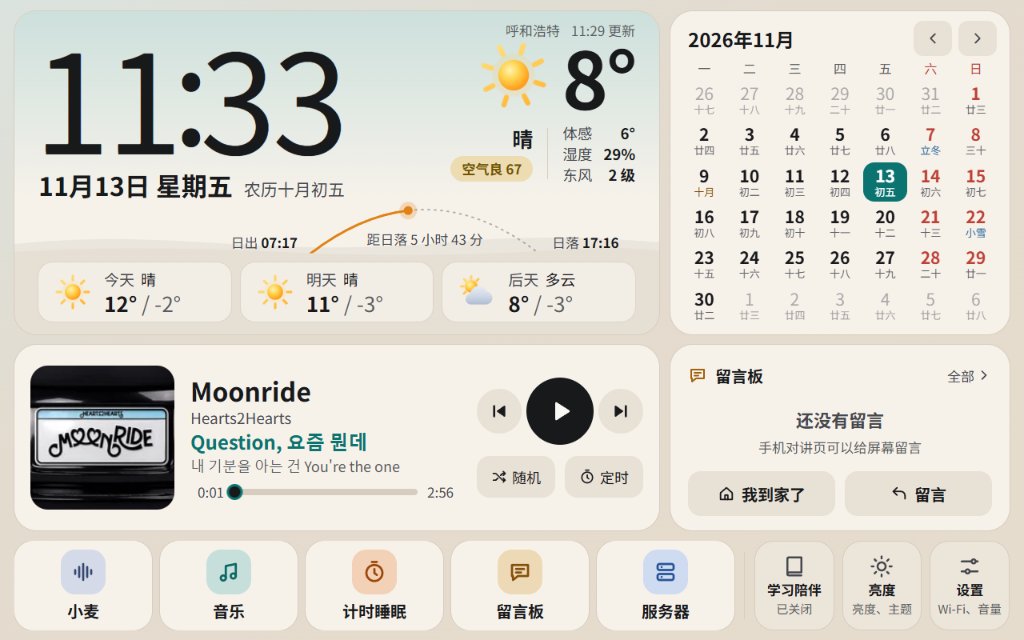 呼和浩特 11:29 更新
11:33
8°
晴
空气良 67
体感 6°
湿度 29%
东风 2 级
11月13日 星期五 农历十月初五
日出 07:17
距日落 5 小时 43 分
日落 17:16
今天 晴
12° / -2°
明天 晴
11° / -3°
后天 多云
8° / -3°
2026年11月
一 二 三 四 五 六 日
26 27 28 29 30 31 1
十七 十八 十九 二十 廿一 廿二 廿三
2 3 4 5 6 7 8
廿四 廿五 廿六 廿七 廿八 立冬 三十
9 10 11 12 13 14 15
十月 初二 初三 初四 初五 初六 初七
16 17 18 19 20 21 22
初八 初九 初十 十一 十二 十三 小雪
23 24 25 26 27 28 29
十五 十六 十七 十八 十九 二十 廿一
30 1 2 3 4 5 6
廿二 廿三 廿四 廿五 廿六 廿七 廿八
HEARTS2HEARTS
MOONRIDE
Moonride
Hearts2Hearts
Question, 요즘 뭔데
내 기분을 아는 건 You're the one
0:01
2:56
随机
定时
留言板
全部
还没有留言
手机对讲页可以给屏幕留言
我到家了
留言
小麦
音乐
计时睡眠
留言板
服务器
学习陪伴
已关闭
亮度
亮度、主题
设置
Wi-Fi、音量